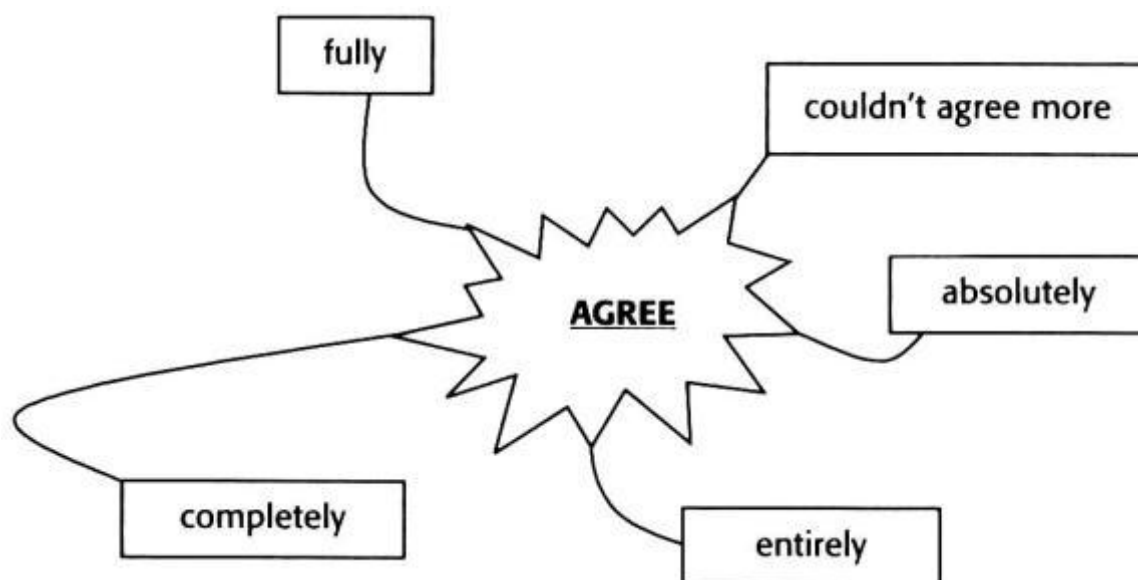 fully
couldn't agree more
absolutely
AGREE
completely
entirely